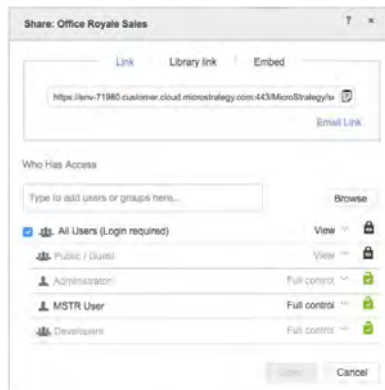 Share: Office Royale Sales ? ×
Link Library link Embed
https://env-71980.customer.cloud.microstrategy.com:443/MicroStrategy/se
Email Link
Who Has Access
Type to add users or groups here... Browse
All Users (Login required) View
Public / Guest View
Administrator Full control
MSTR User Full control
Developers Full control
Save Cancel